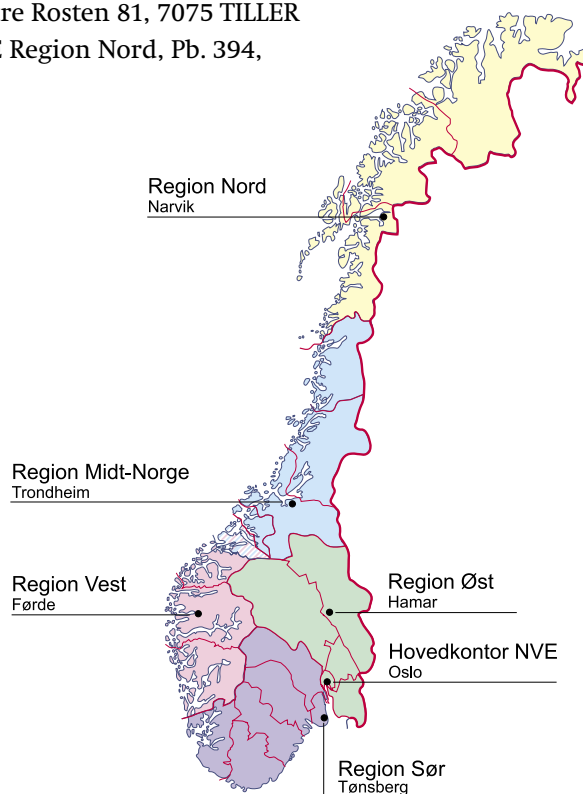 re Rosten 81, 7075 TILLER
Region Nord, Pb. 394,
Region Nord
Narvik
Region Midt-Norge
Trondheim
Region Vest
Førde
Region Øst
Hamar
Hovedkontor NVE
Oslo
Region Sør
Tønsberg